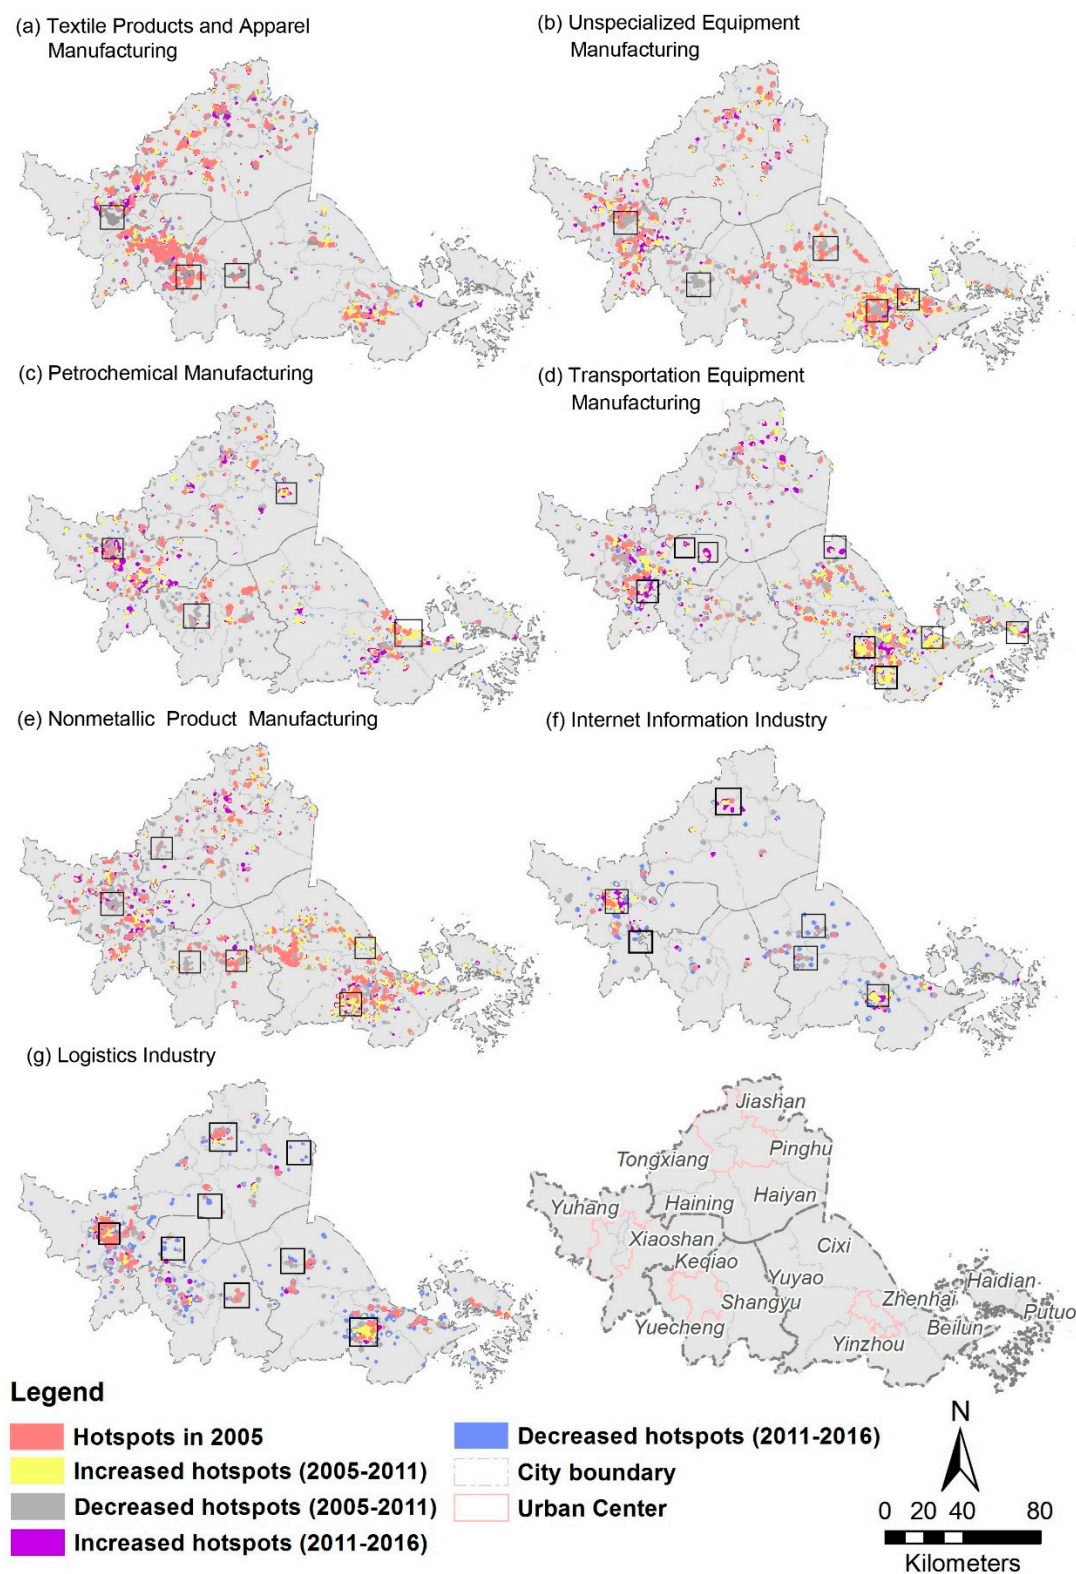 (a) Textile Products and Apparel
Manufacturing
(b) Unspecialized Equipment
Manufacturing
(c) Petrochemical Manufacturing
(d) Transportation Equipment
Manufacturing
(e) Nonmetallic Product Manufacturing
(f) Internet Information Industry
(g) Logistics Industry
Jiashan
Pinghu
Tongxiang
Yuhang
Haining
Haiyan
Xiaoshan
Keqiao
Cixi
Yuyao
Haidian
Shangyu
Zhenhai
Putuo
Yuecheng
Beilun
Yinzhou
Legend
Hotspots in 2005
Increased hotspots (2005-2011)
Decreased hotspots (2005-2011)
Increased hotspots (2011-2016)
Decreased hotspots (2011-2016)
City boundary
Urban Center
N
0 20 40 80
Kilometers